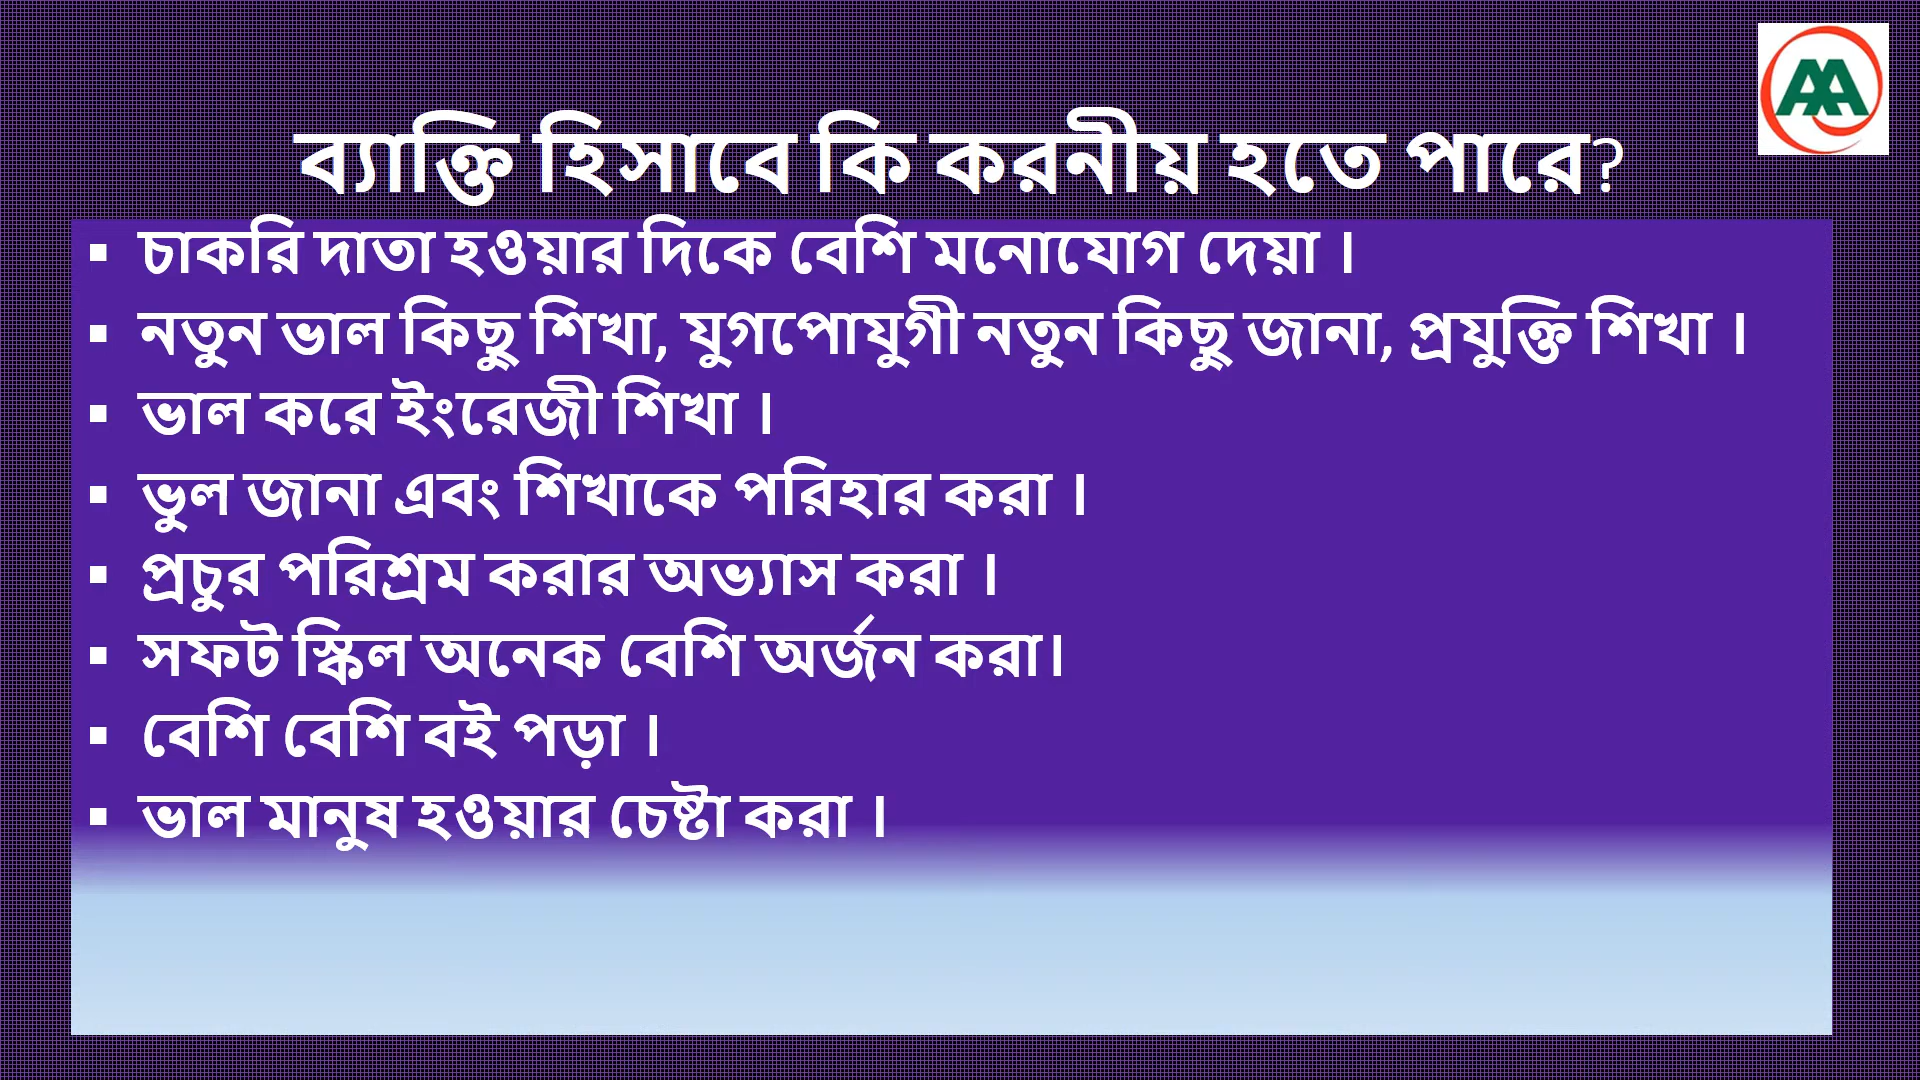 AA
ব্যাক্তি হিসাবে কি করনীয় হতে পারে?
▪ চাকরি দাতা হওয়ার দিকে বেশি মনোযোগ দেয়া ।
▪ নতুন ভাল কিছু শিখা, যুগপোযুগী নতুন কিছু জানা, প্রযুক্তি শিখা ।
▪ ভাল করে ইংরেজী শিখা ।
▪ ভুল জানা এবং শিখাকে পরিহার করা ।
▪ প্রচুর পরিশ্রম করার অভ্যাস করা ।
▪ সফট স্কিল অনেক বেশি অর্জন করা।
▪ বেশি বেশি বই পড়া ।
▪ ভাল মানুষ হওয়ার চেষ্টা করা ।